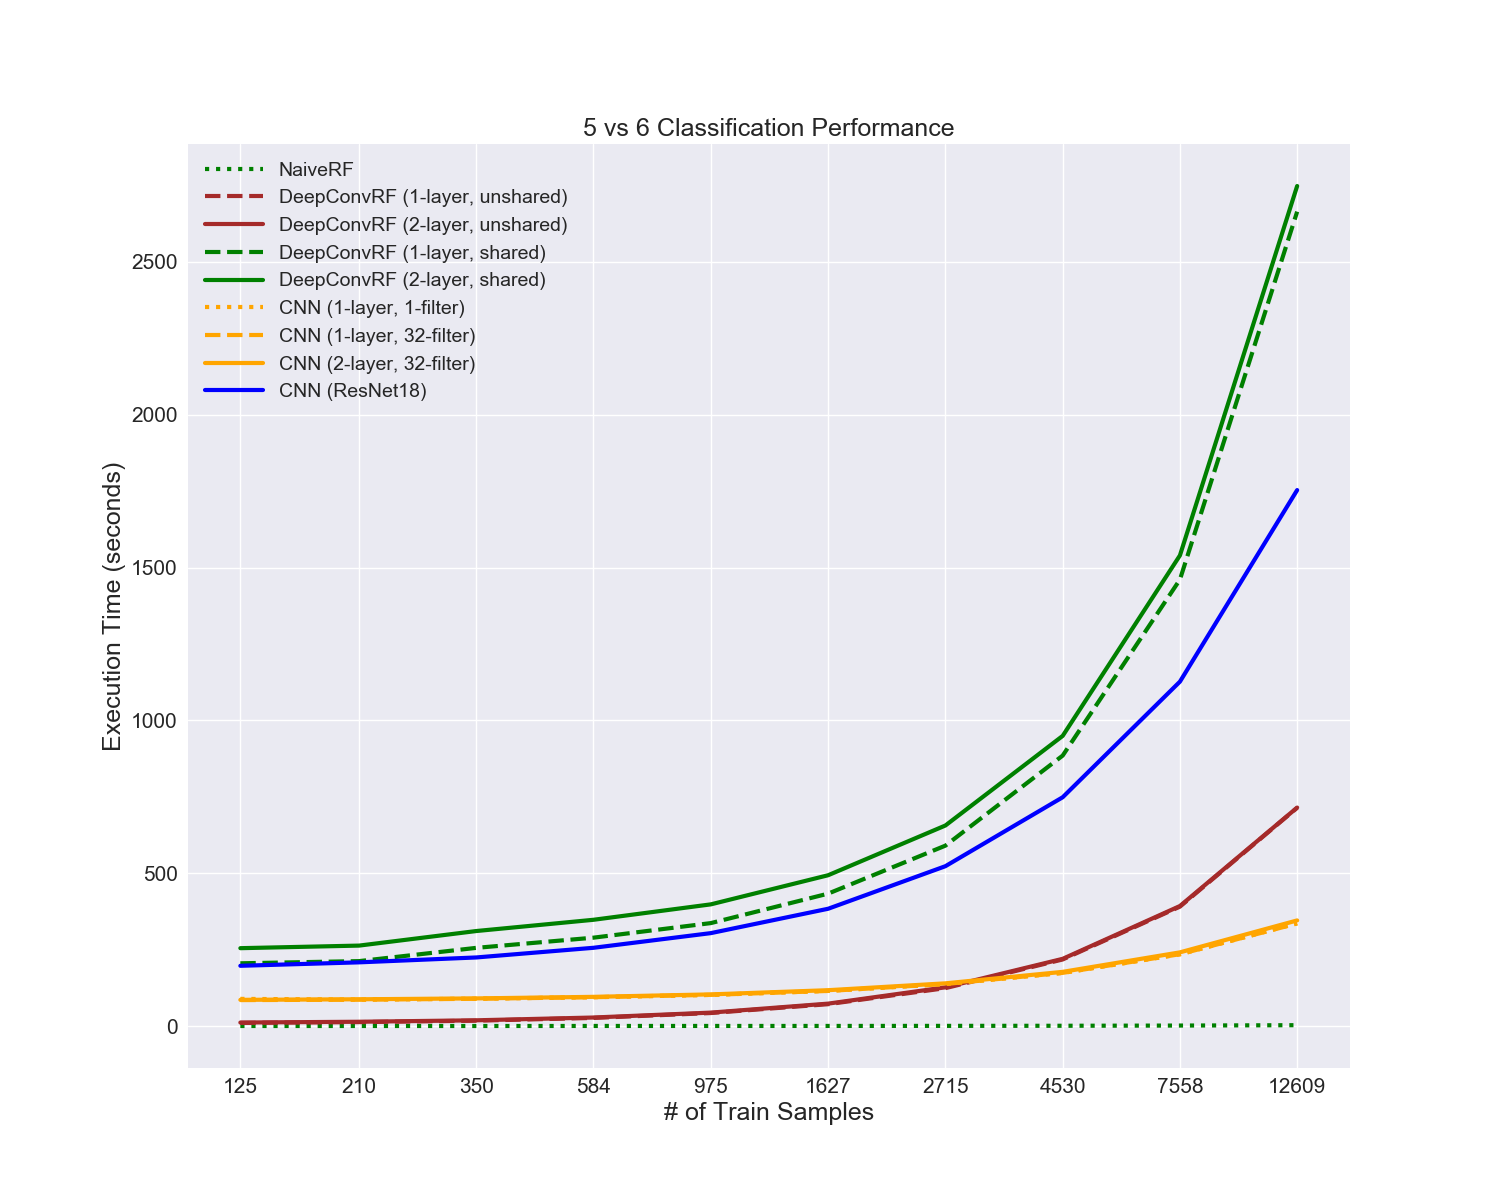 5 vs 6 Classification Performance
NaiveRF
DeepConvRF (1-layer, unshared)
DeepConvRF (2-layer, unshared)
DeepConvRF (1-layer, shared)
DeepConvRF (2-layer, shared)
CNN (1-layer, 1-filter)
CNN (1-layer, 32-filter)
CNN (2-layer, 32-filter)
CNN (ResNet18)
Execution Time (seconds)
2500
2000
1500
1000
500
0
125 210 350 584 975 1627 2715 4530 7558 12609
# of Train Samples